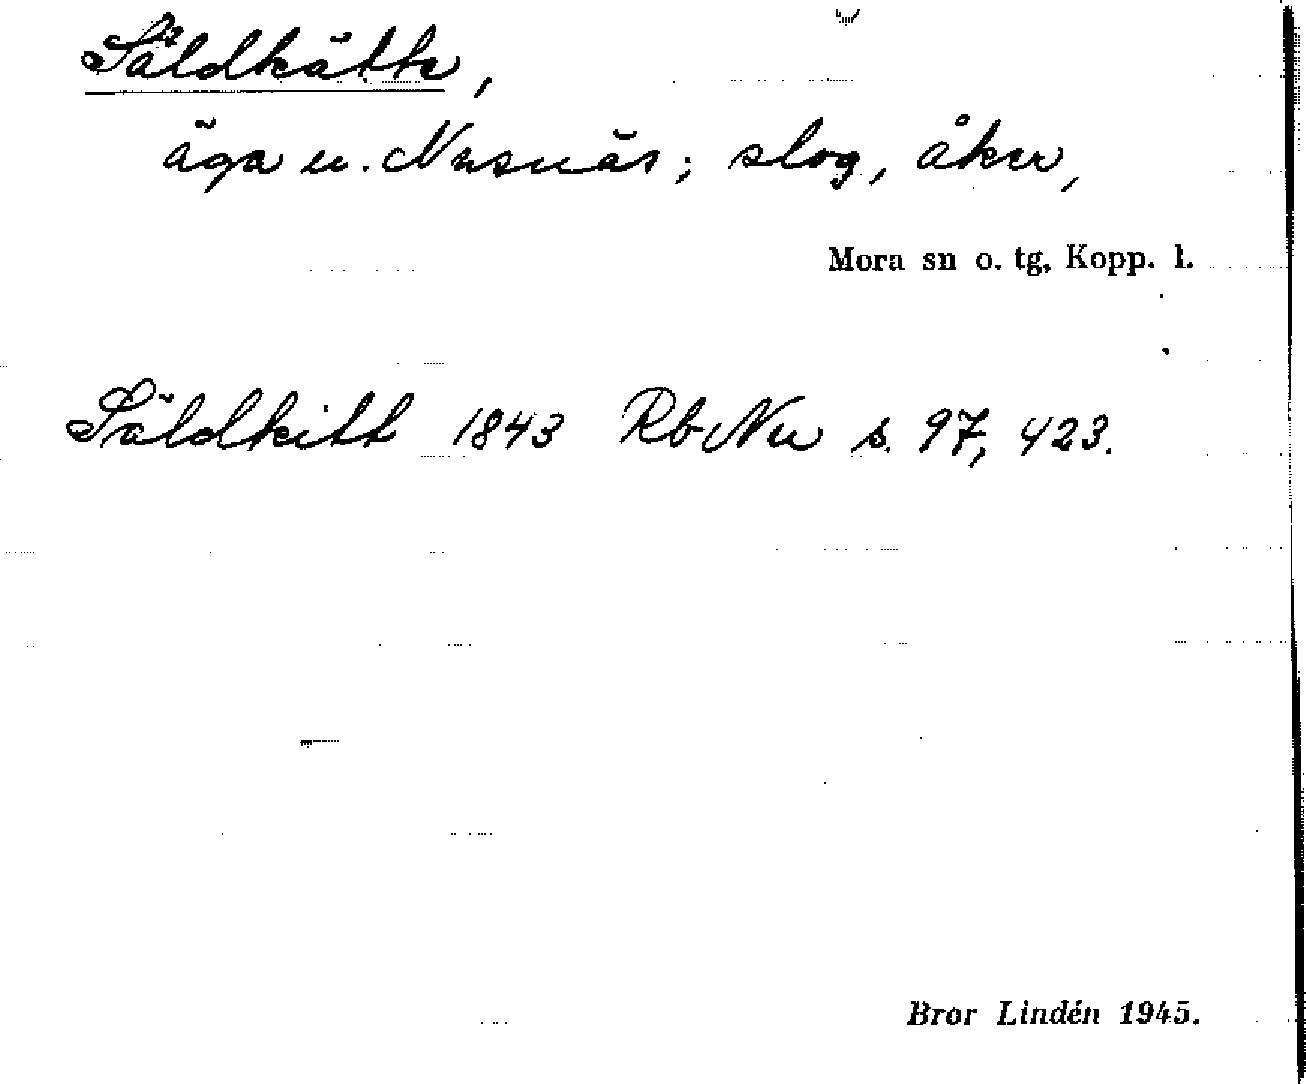 Säldkätte,
äga u. Nusnäs; slog, åker,
Mora sn o. tg, Kopp. l.
Säldkitt 1843 RbNu s. 97, 423.
Bror Lindén 1945.